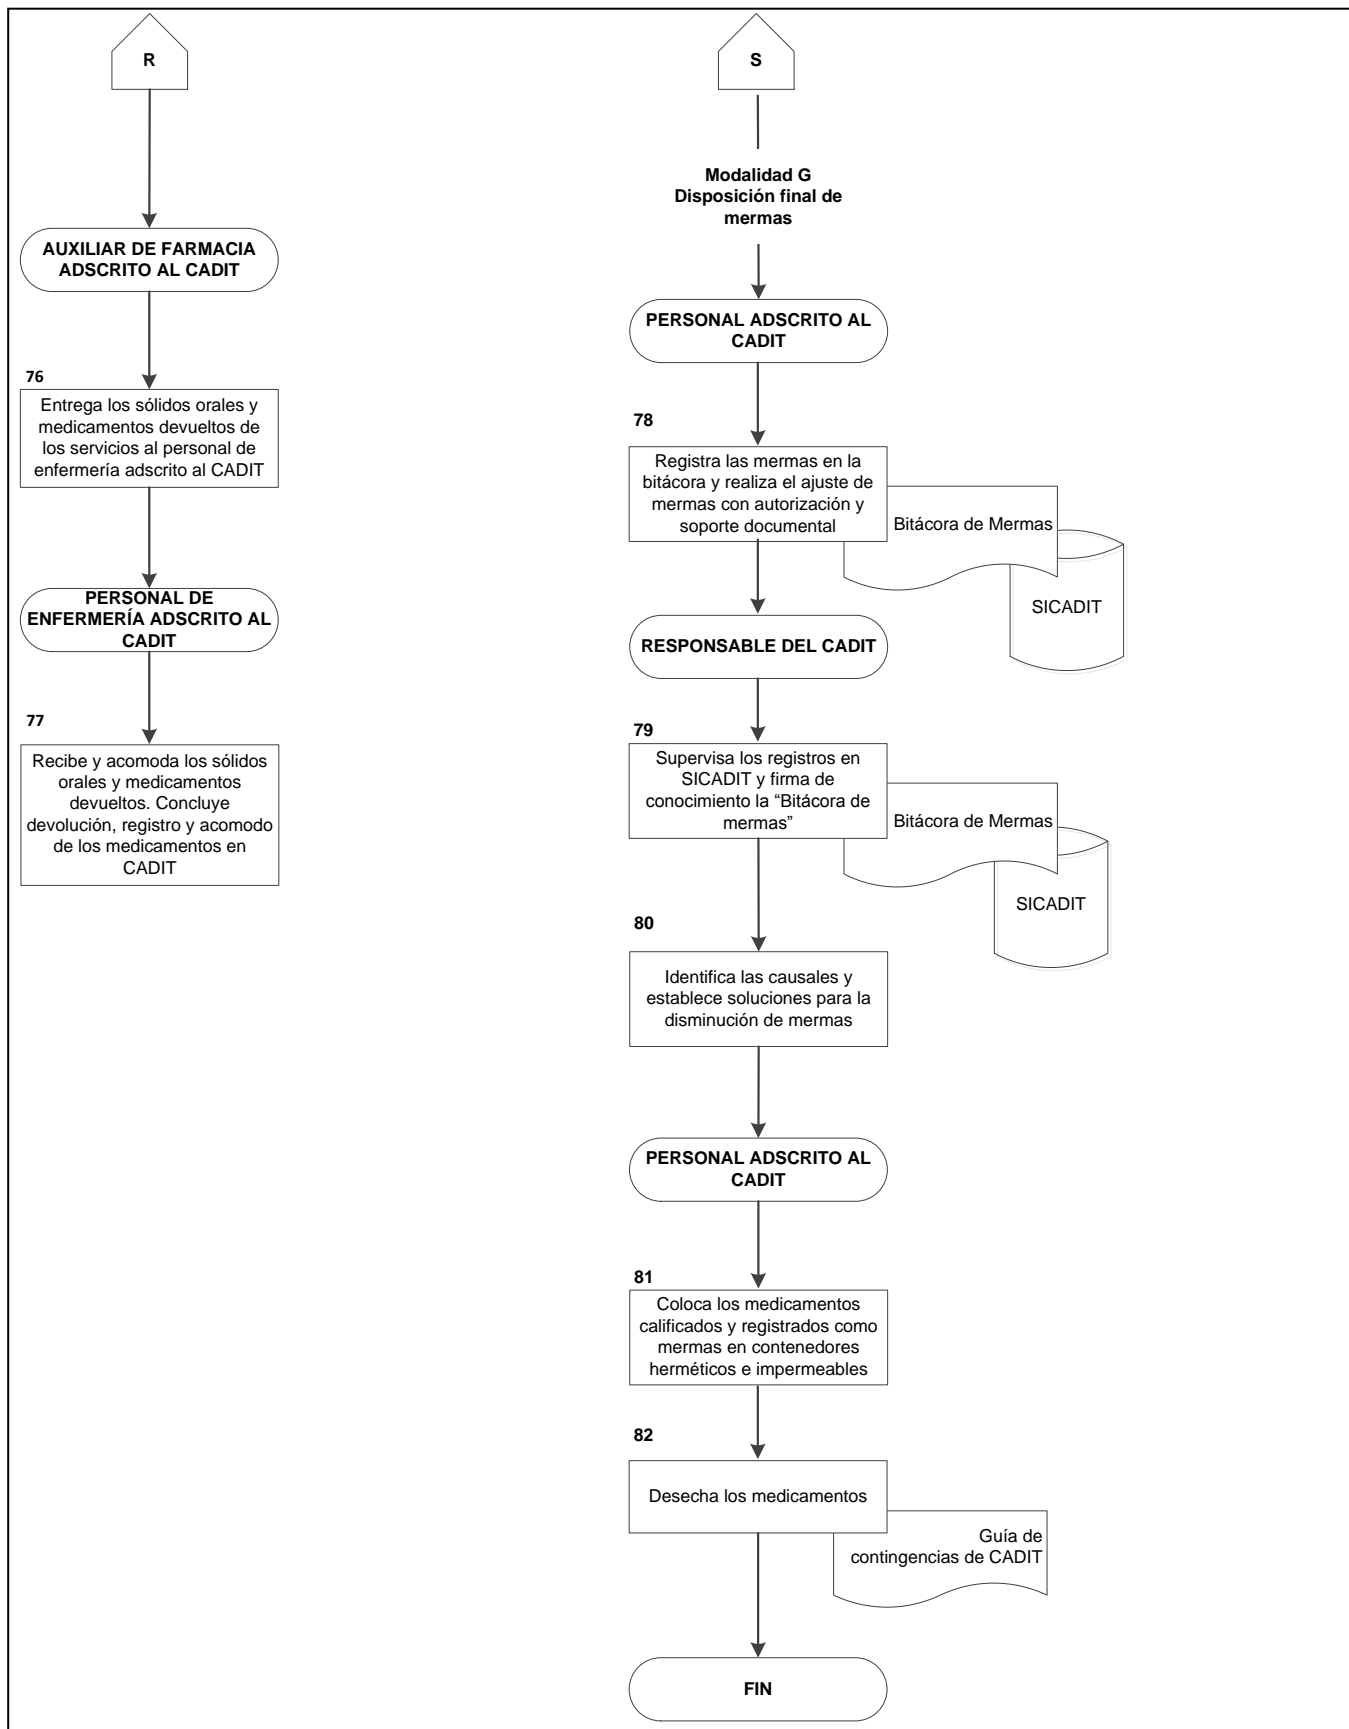 R
AUXILIAR DE FARMACIA
ADSCRITO AL CADIT
76
Entrega los sólidos orales y
medicamentos devueltos de
los servicios al personal de
enfermería adscrito al CADIT
PERSONAL DE
ENFERMERÍA ADSCRITO AL
CADIT
77
Recibe y acomoda los sólidos
orales y medicamentos
devueltos. Concluye
devolución, registro y acomodo
de los medicamentos en
CADIT
S
Modalidad G
Disposición final de
mermas
PERSONAL ADSCRITO AL
CADIT
78
Registra las mermas en la
bitácora y realiza el ajuste de
mermas con autorización y
soporte documental
Bitácora de Mermas
SICADIT
RESPONSABLE DEL CADIT
79
Supervisa los registros en
SICADIT y firma de
conocimiento la “Bitácora de
mermas”
Bitácora de Mermas
SICADIT
80
Identifica las causales y
establece soluciones para la
disminución de mermas
PERSONAL ADSCRITO AL
CADIT
81
Coloca los medicamentos
calificados y registrados como
mermas en contenedores
herméticos e impermeables
82
Desecha los medicamentos
Guía de
contingencias de CADIT
FIN